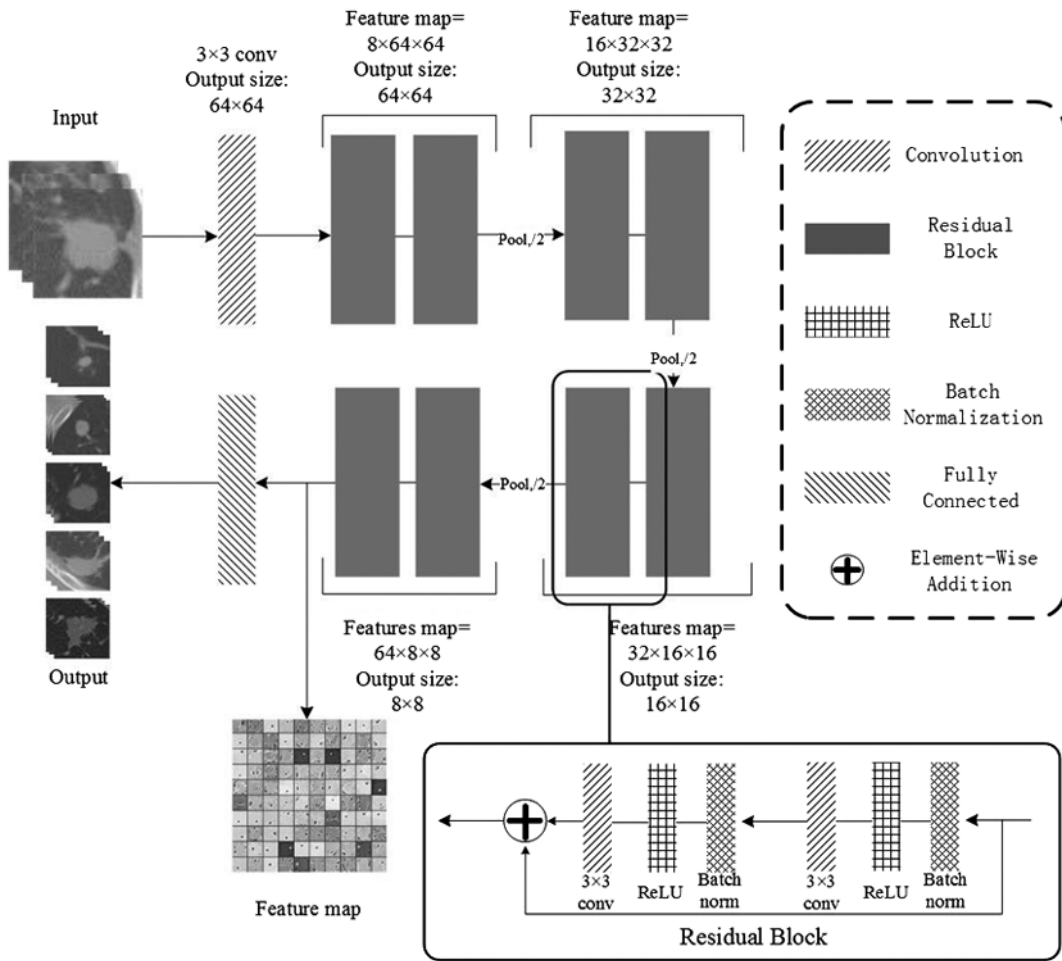 Input
3×3 conv
Output size:
64×64
Feature map=
8×64×64
Output size:
64×64
Feature map=
16×32×32
Output size:
32×32
Pool,/2
Pool,/2
Pool,/2
Output
Features map=
64×8×8
Output size:
8×8
Features map=
32×16×16
Output size:
16×16
Feature map
Convolution
Residual
Block
ReLU
Batch
Normalization
Fully
Connected
Element-Wise
Addition
3×3
conv
ReLU
Batch
norm
3×3
conv
ReLU
Batch
norm
Residual Block